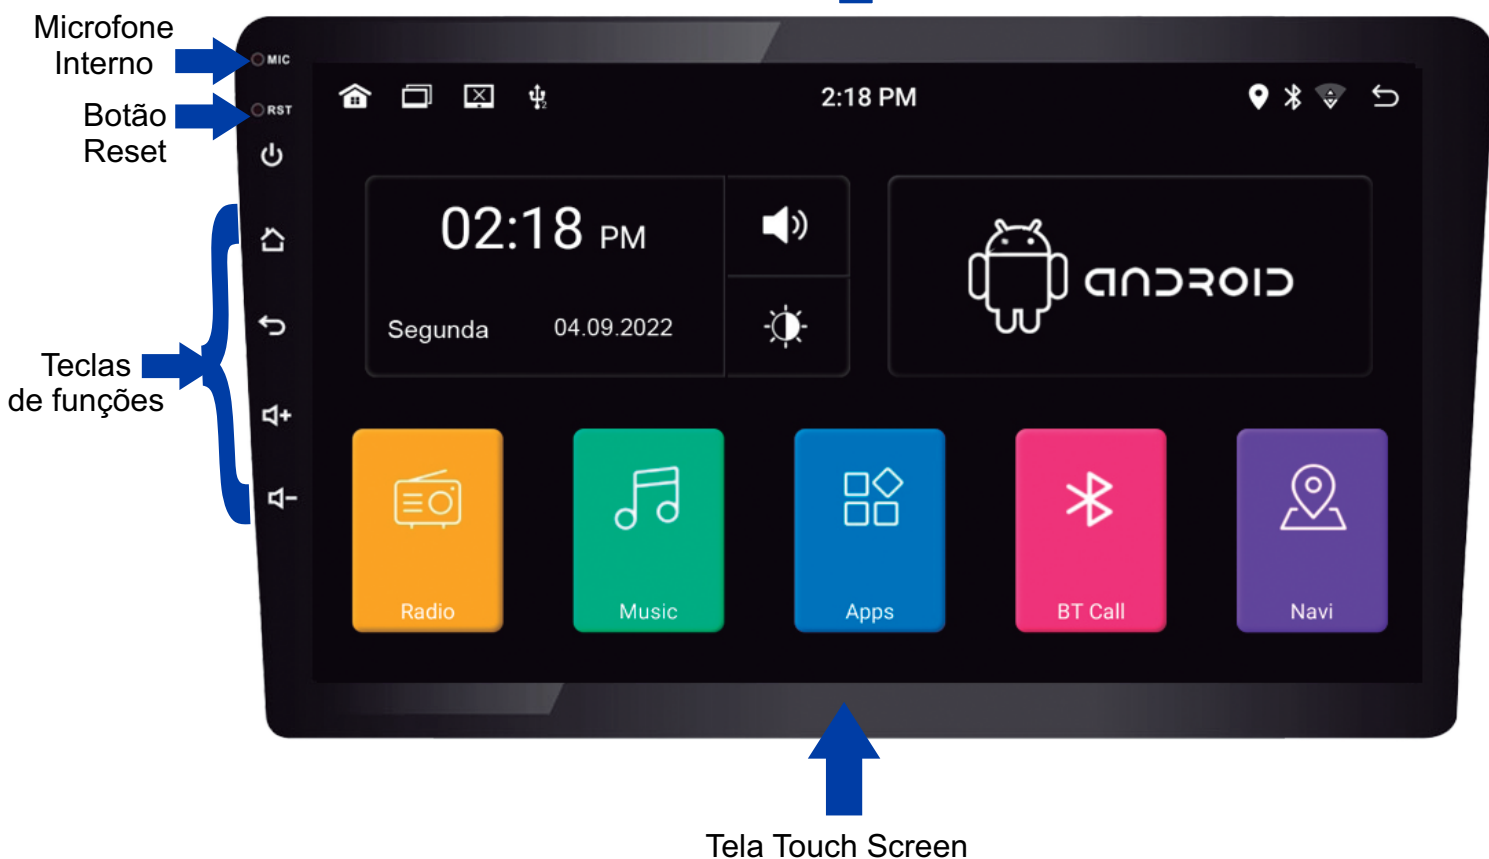 Microfone
Interno
MIC
Botão
Reset
RST
2:18 PM
02:18 PM
Segunda 04.09.2022
ANDROID
Teclas
de funções
Radio
Music
Apps
BT Call
Navi
Tela Touch Screen